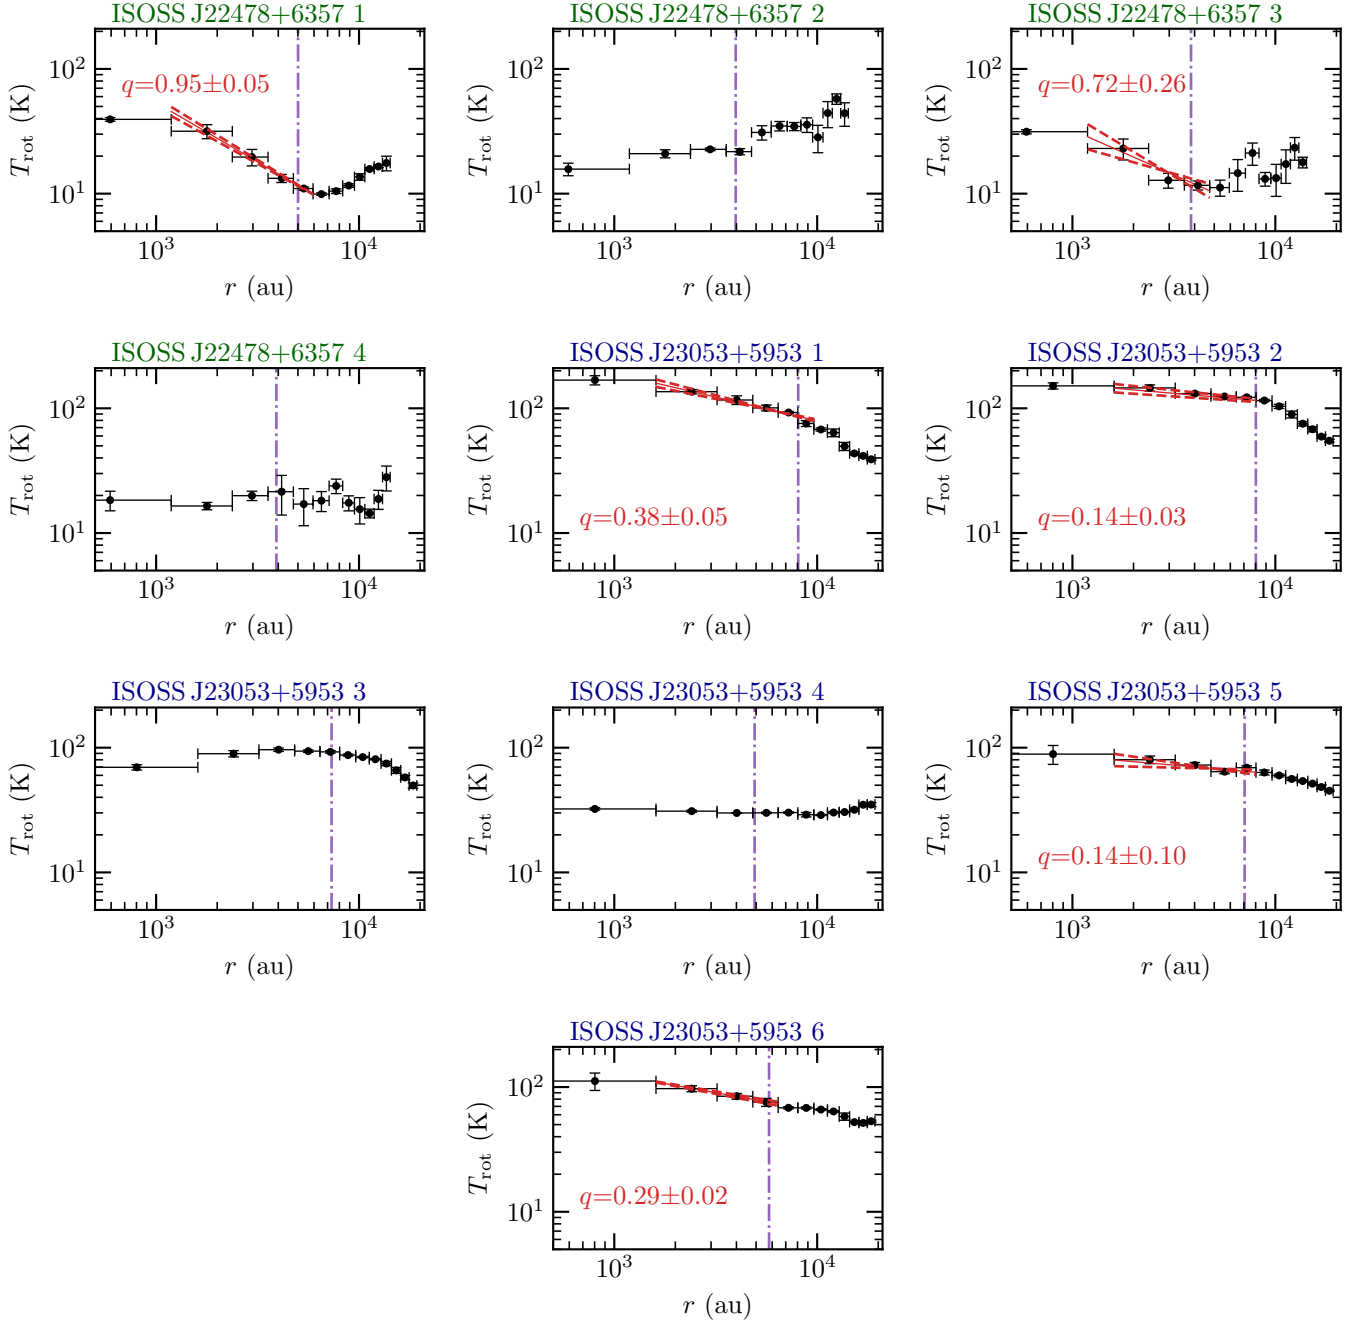 ISOSS J22478+6357 1
ISOSS J22478+6357 2
ISOSS J22478+6357 3
T_rot (K)
10^2
10^1
q=0.95±0.05
10^3
10^4
r (au)
T_rot (K)
10^2
10^1
10^3
10^4
r (au)
T_rot (K)
10^2
10^1
q=0.72±0.26
10^3
10^4
r (au)
ISOSS J22478+6357 4
ISOSS J23053+5953 1
ISOSS J23053+5953 2
T_rot (K)
10^2
10^1
10^3
10^4
r (au)
T_rot (K)
10^2
10^1
q=0.38±0.05
10^3
10^4
r (au)
T_rot (K)
10^2
10^1
q=0.14±0.03
10^3
10^4
r (au)
ISOSS J23053+5953 3
ISOSS J23053+5953 4
ISOSS J23053+5953 5
T_rot (K)
10^2
10^1
10^3
10^4
r (au)
T_rot (K)
10^2
10^1
10^3
10^4
r (au)
T_rot (K)
10^2
10^1
q=0.14±0.10
10^3
10^4
r (au)
ISOSS J23053+5953 6
T_rot (K)
10^2
10^1
q=0.29±0.02
10^3
10^4
r (au)